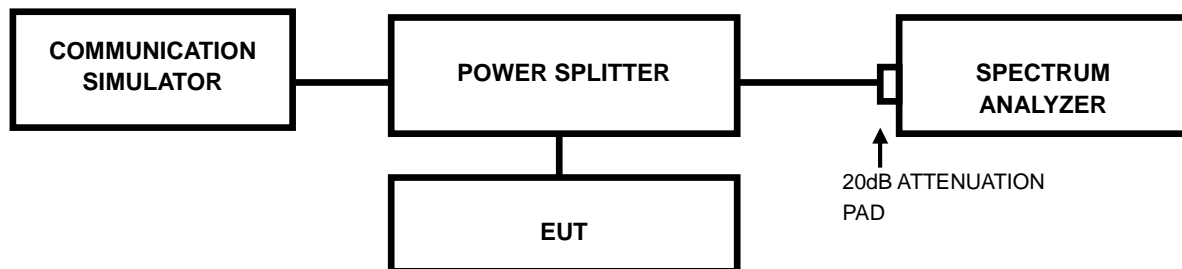 COMMUNICATION
SIMULATOR
POWER SPLITTER
SPECTRUM
ANALYZER
20dB ATTENUATION
PAD
EUT